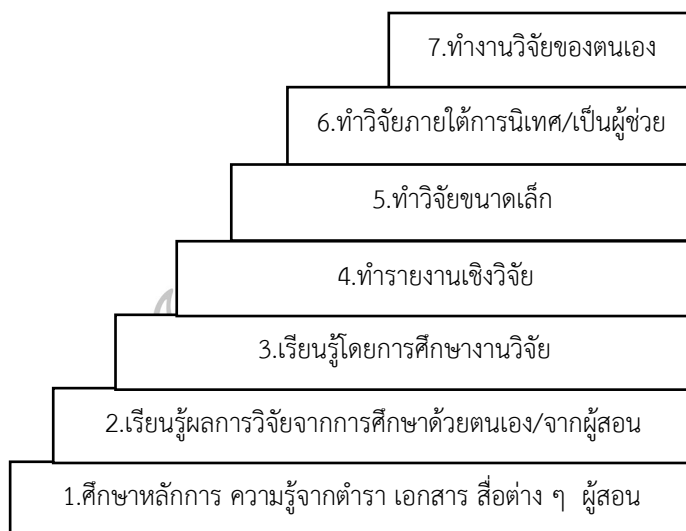 7.ทำงานวิจัยของตนเอง
6.ทำวิจัยภายใต้การนิเทศ/เป็นผู้ช่วย
5.ทำวิจัยขนาดเล็ก
4.ทำรายงานเชิงวิจัย
3.เรียนรู้โดยการศึกษางานวิจัย
2.เรียนรู้ผลการวิจัยจากการศึกษาด้วยตนเอง/จากผู้สอน
1.ศึกษาหลักการ ความรู้จากตำรา เอกสาร สื่อต่าง ๆ ผู้สอน